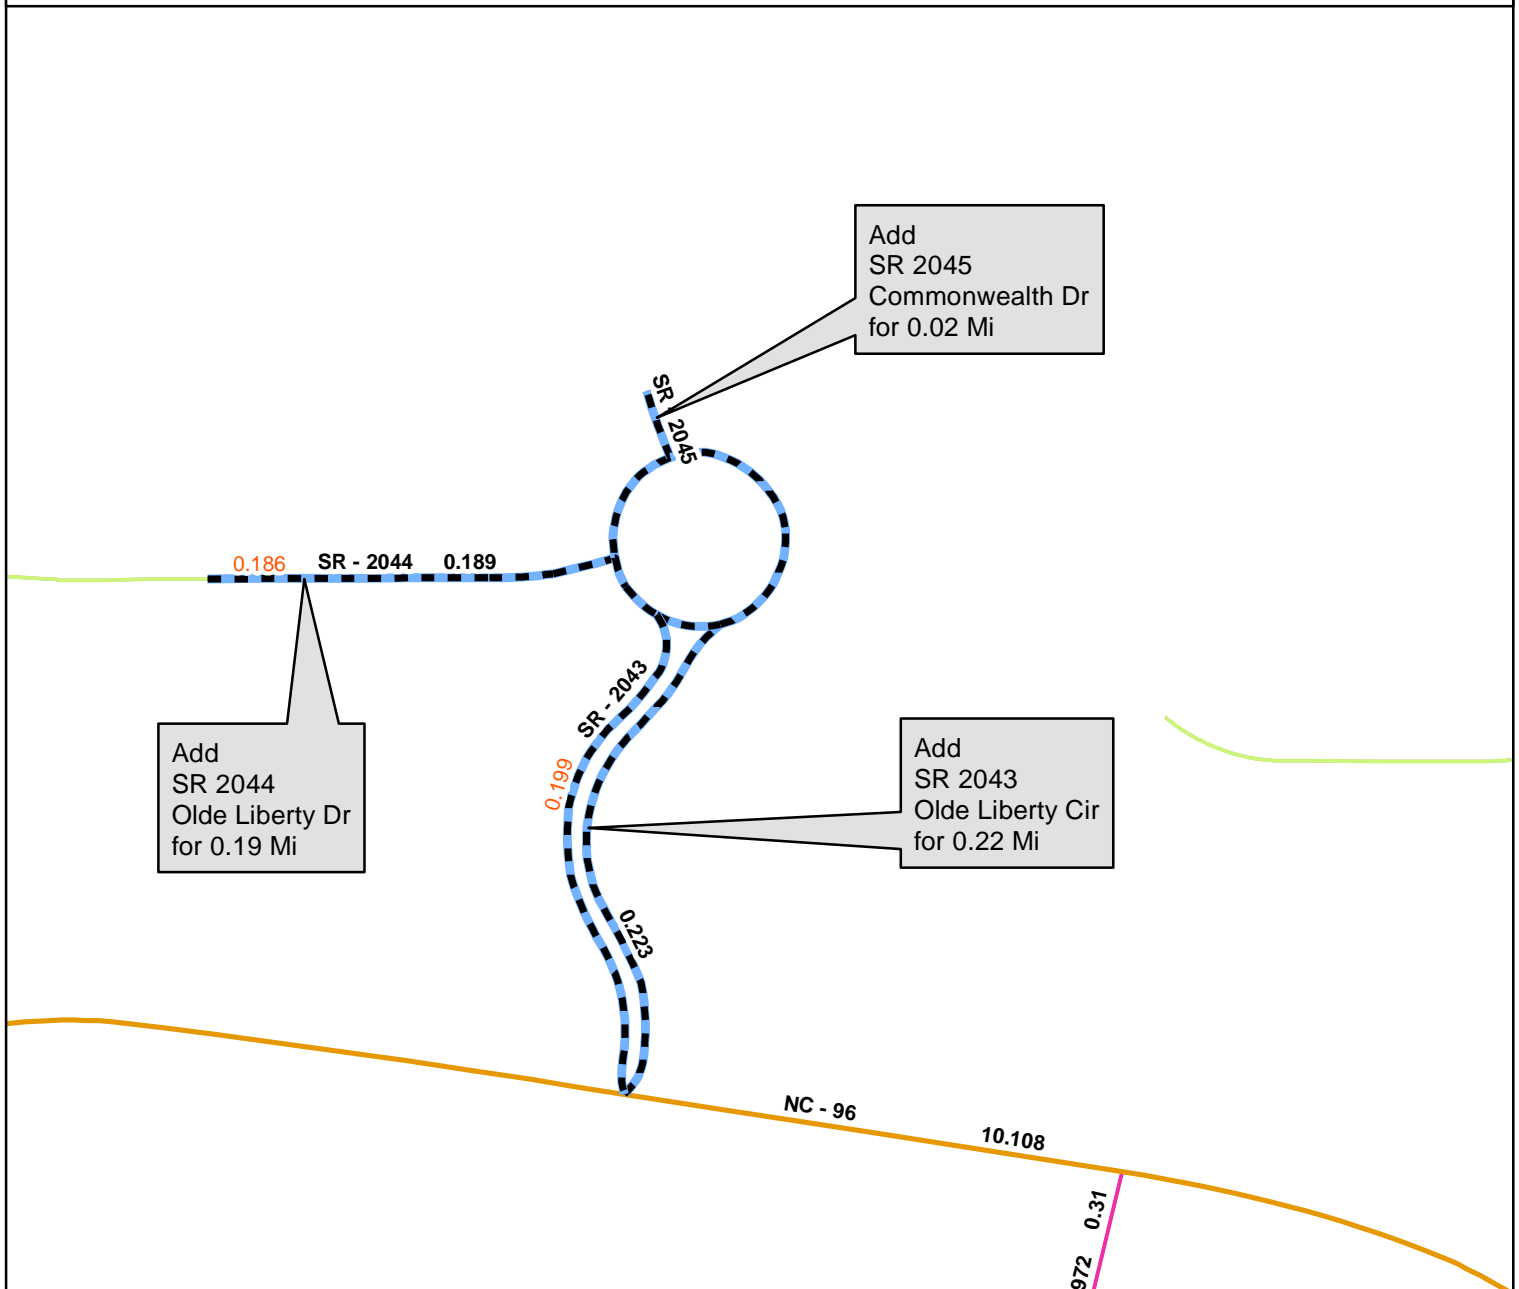 Add
SR 2045
Commonwealth Dr
for 0.02 Mi
SR - 2045
0.186
SR - 2044
0.189
SR - 2043
0.199
Add
SR 2044
Olde Liberty Dr
for 0.19 Mi
Add
SR 2043
Olde Liberty Cir
for 0.22 Mi
0.223
NC - 96
10.108
0.31
972